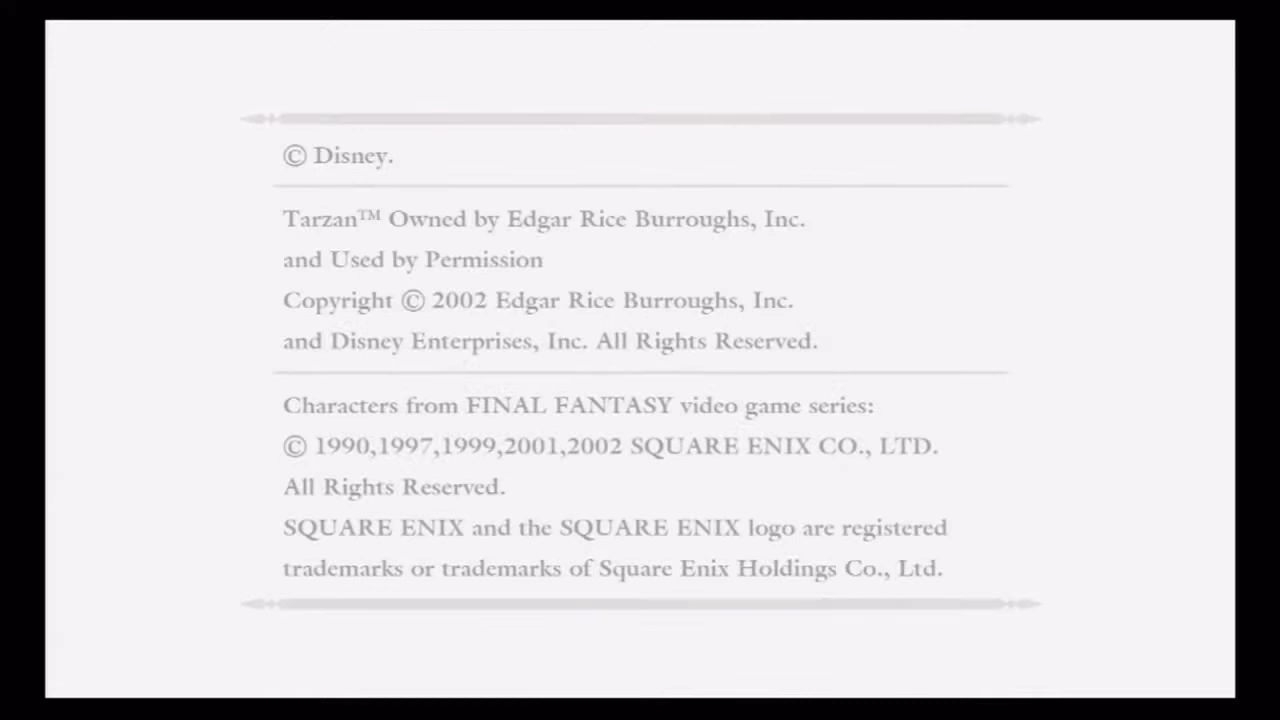 © Disney.
Tarzan™ Owned by Edgar Rice Burroughs, Inc.
and Used by Permission
Copyright © 2002 Edgar Rice Burroughs, Inc.
and Disney Enterprises, Inc. All Rights Reserved.
Characters from FINAL FANTASY video game series:
© 1990,1997,1999,2001,2002 SQUARE ENIX CO., LTD.
All Rights Reserved.
SQUARE ENIX and the SQUARE ENIX logo are registered
trademarks or trademarks of Square Enix Holdings Co., Ltd.